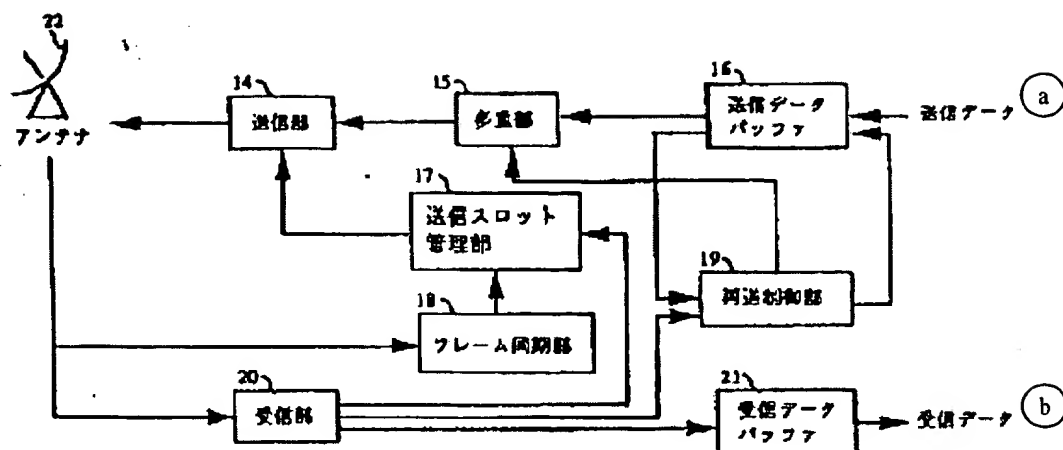 22
アンテナ
14
送信部
15
多重部
16
送信データ
バッファ
送信データ
a
17
送信スロット
管理部
18
フレーム同期部
19
再送制御部
20
受信部
21
受信データ
バッファ
受信データ
b